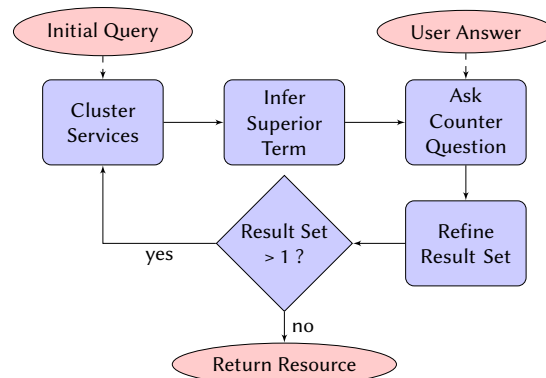 Initial Query
User Answer
Cluster
Services
Infer
Superior
Term
Ask
Counter
Question
Result Set
> 1 ?
Refine
Result Set
yes
no
Return Resource